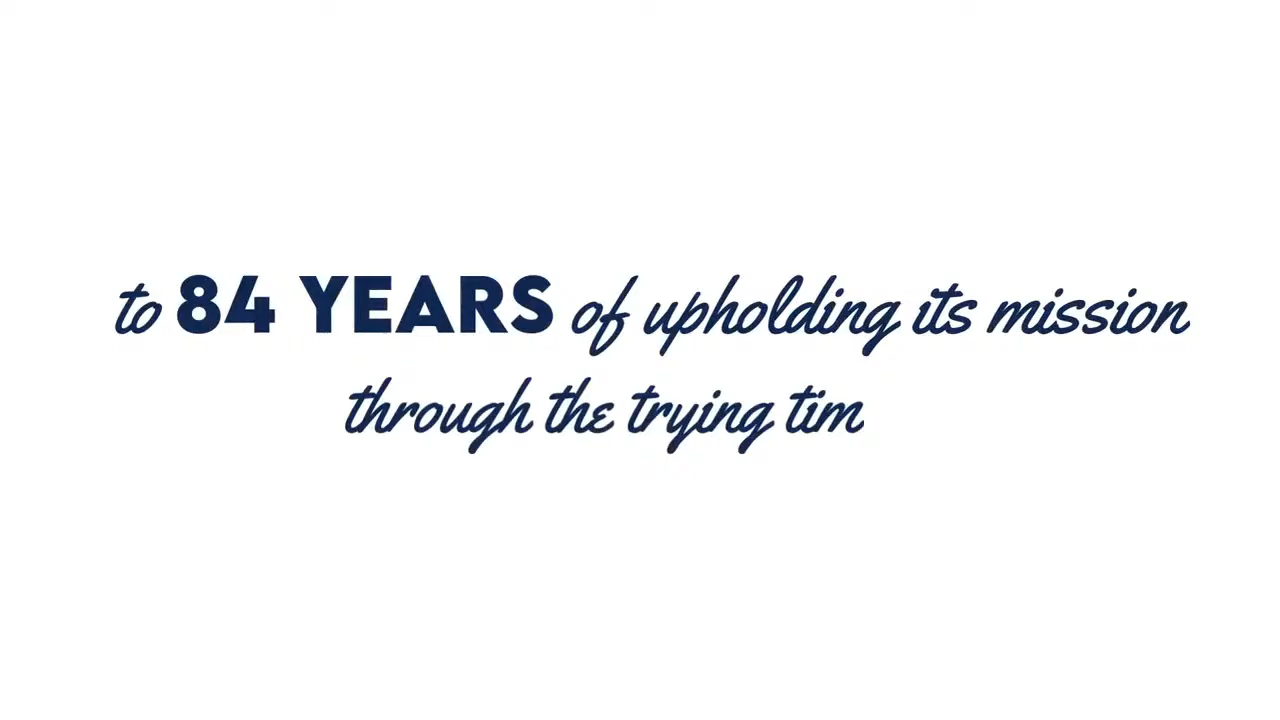 to 84 YEARS of upholding its mission
through the trying tim